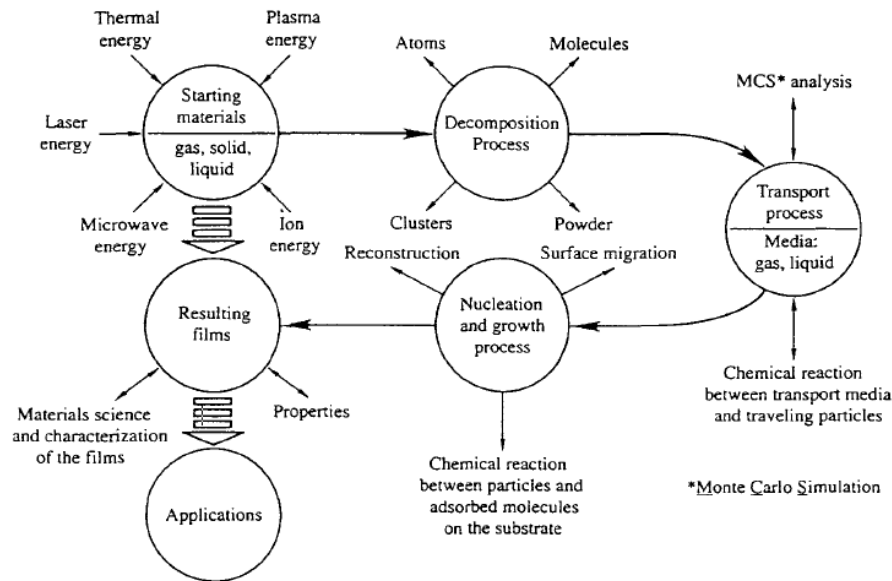 Thermal
energy
Plasma
energy
Laser
energy
Starting
materials
gas, solid,
liquid
Microwave
energy
Ion
energy
Atoms
Molecules
Decomposition
Process
Clusters
Powder
MCS* analysis
Transport
process
Media:
gas, liquid
Chemical reaction
between transport media
and traveling particles
Reconstruction
Surface migration
Nucleation
and growth
process
Chemical reaction
between particles and
adsorbed molecules
on the substrate
Resulting
films
Materials science
and characterization
of the films
Properties
Applications
*Monte Carlo Simulation